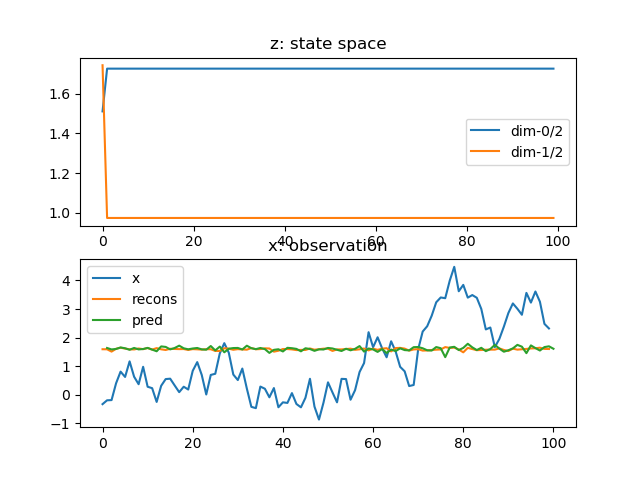 z: state space
1.6
1.4
1.2
1.0
dim-0/2
dim-1/2
0 20 40 60 80 100
x: observation
4
3
2
1
0
−1
x
recons
pred
0 20 40 60 80 100